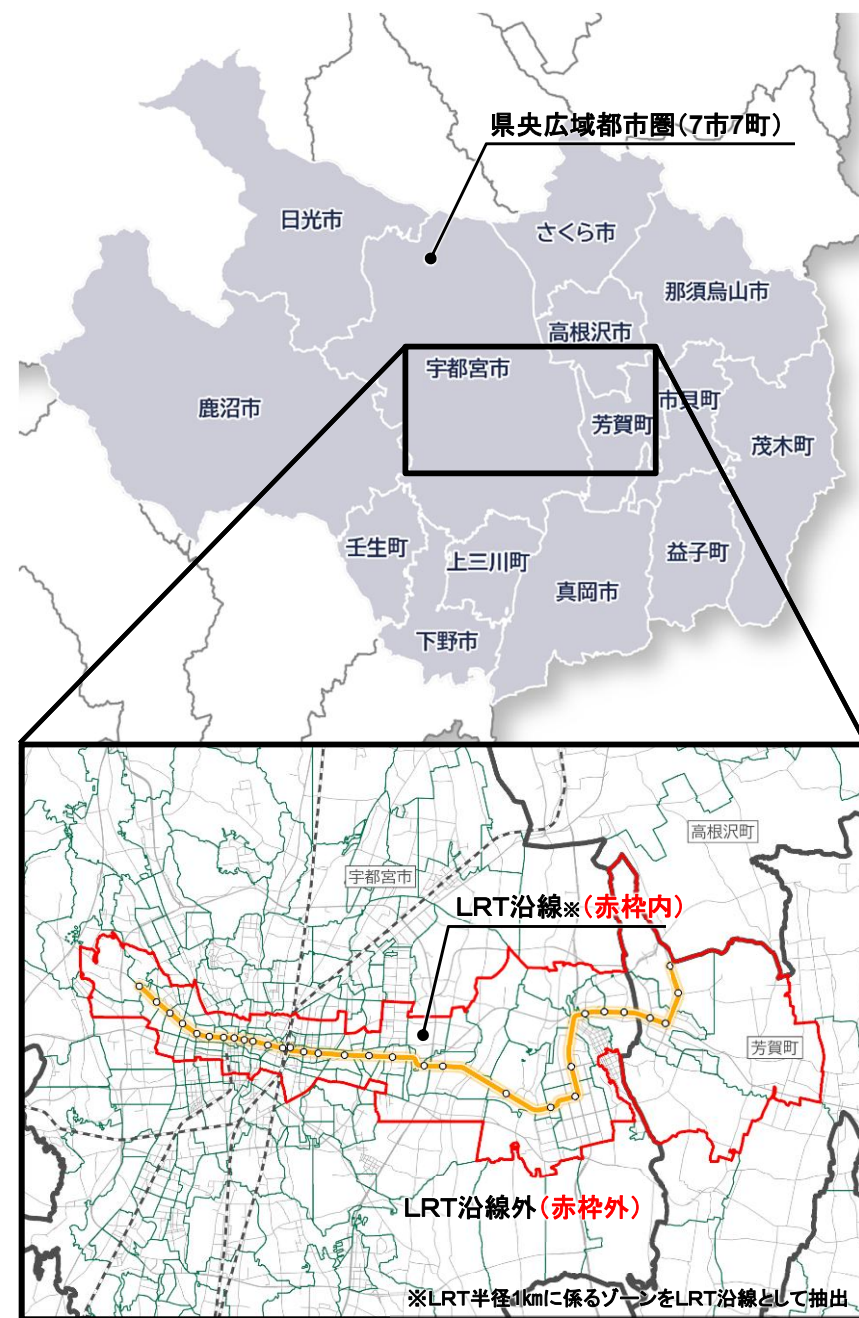 県央広域都市圏(7市7町)
日光市
さくら市
那須烏山市
高根沢市
宇都宮市
市貝町
鹿沼市
芳賀町
茂木町
壬生町
上三川町
益子町
真岡市
下野市
高根沢町
宇都宮市
LRT沿線※(赤枠内)
芳賀町
LRT沿線外(赤枠外)
※LRT半径1kmに係るゾーンをLRT沿線として抽出